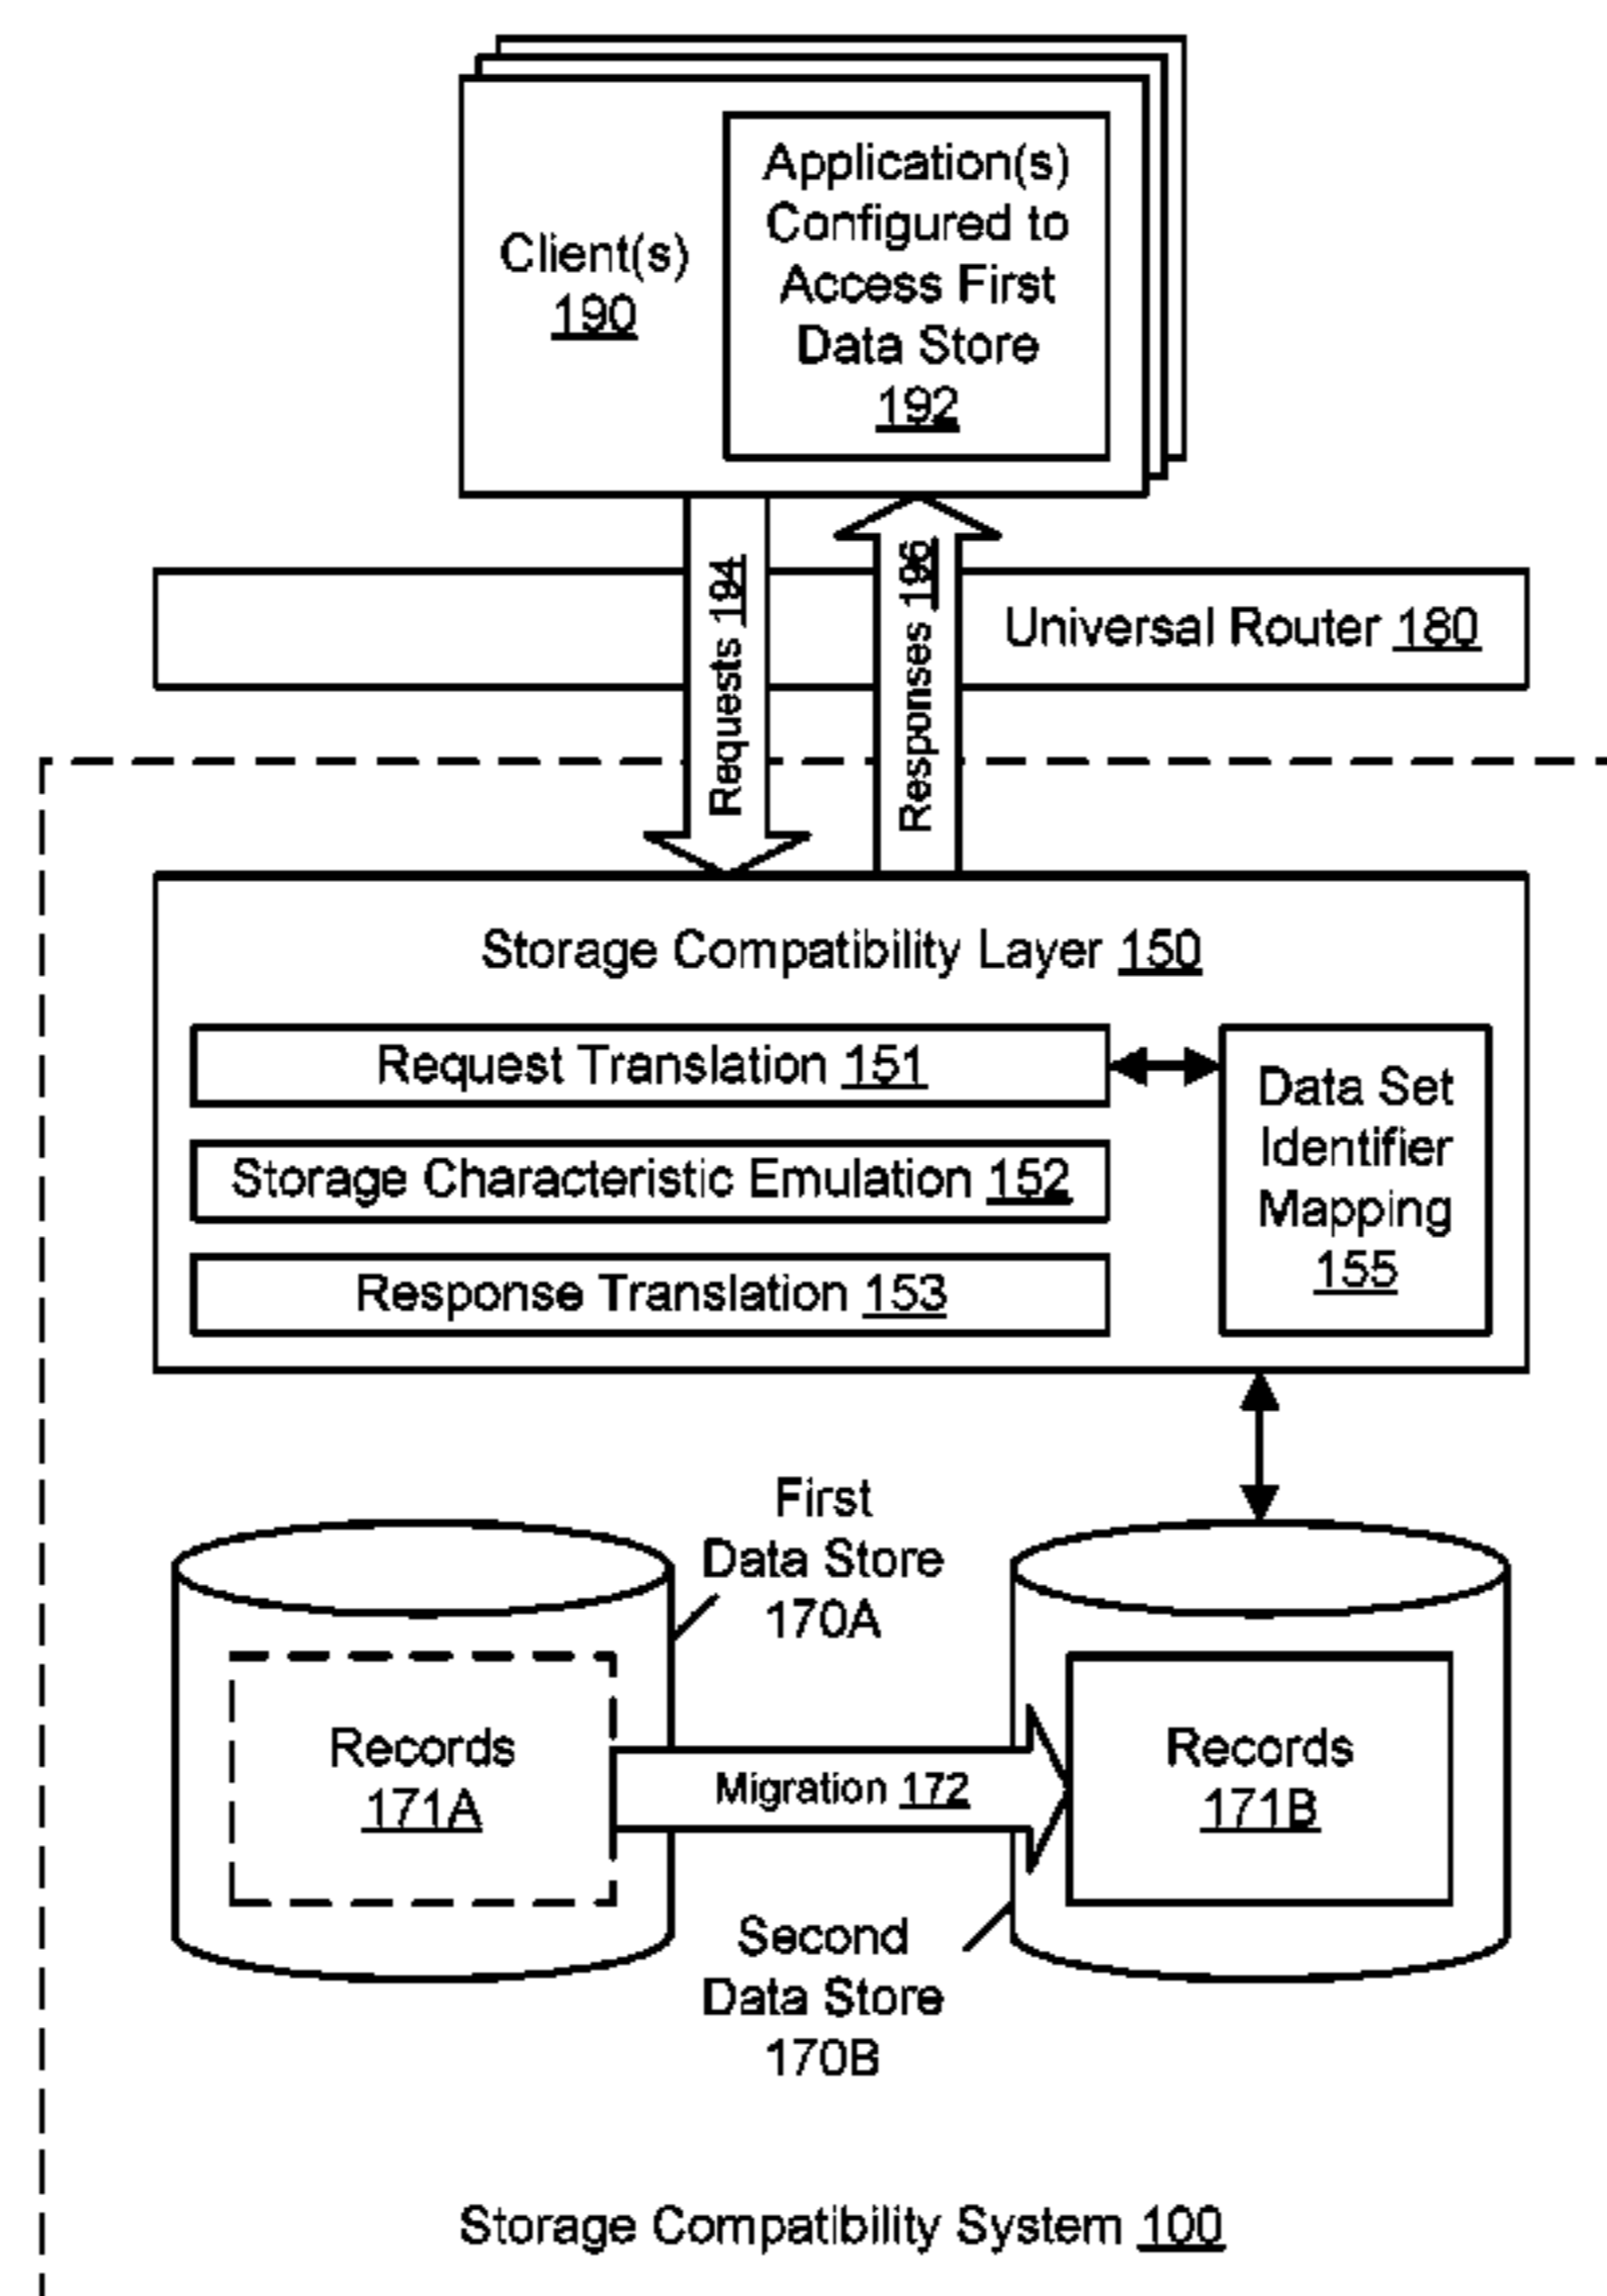 Client(s)
190
Application(s)
Configured to
Access First
Data Store
192
Requests 194
Responses 196
Universal Router 180
Storage Compatibility Layer 150
Request Translation 151
Storage Characteristic Emulation 152
Response Translation 153
Data Set
Identifier
Mapping
155
First
Data Store
170A
Records
171A
Migration 172
Records
171B
Second
Data Store
170B
Storage Compatibility System 100